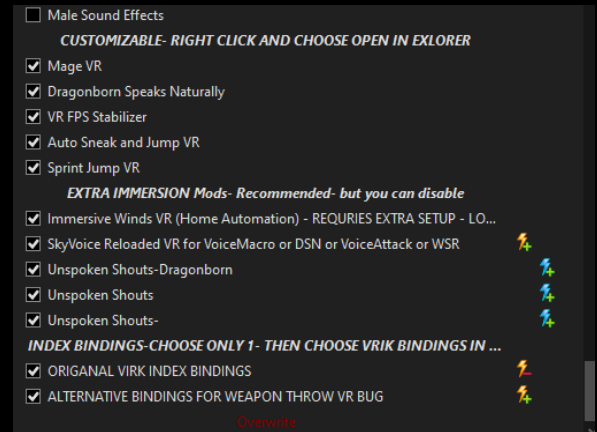 Male Sound Effects
CUSTOMIZABLE- RIGHT CLICK AND CHOOSE OPEN IN EXLORER
Mage VR
Dragonborn Speaks Naturally
VR FPS Stabilizer
Auto Sneak and Jump VR
Sprint Jump VR
EXTRA IMMERSION Mods- Recommended- but you can disable
Immersive Winds VR (Home Automation) - REQURIES EXTRA SETUP - LO...
SkyVoice Reloaded VR for VoiceMacro or DSN or VoiceAttack or WSR
Unspoken Shouts-Dragonborn
Unspoken Shouts
Unspoken Shouts-
INDEX BINDINGS-CHOOSE ONLY 1- THEN CHOOSE VRIK BINDINGS IN ...
ORIGANAL VIRK INDEX BINDINGS
ALTERNATIVE BINDINGS FOR WEAPON THROW VR BUG
Overwrite